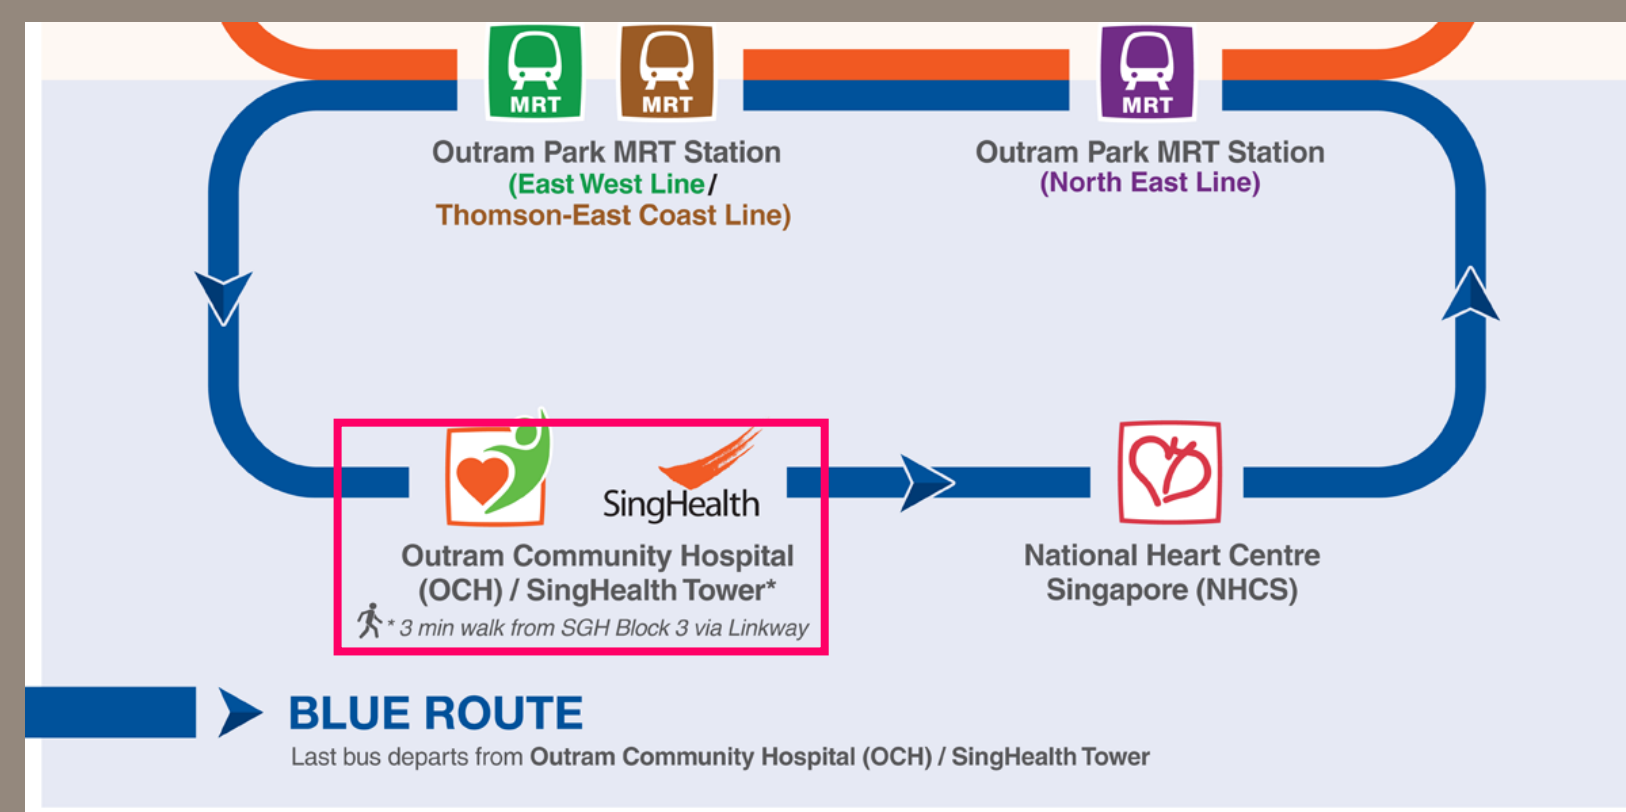 MRT
MRT
MRT
Outram Park MRT Station
(East West Line/
Thomson-East Coast Line)
Outram Park MRT Station
(North East Line)
SingHealth
Outram Community Hospital
(OCH) / SingHealth Tower*
* 3 min walk from SGH Block 3 via Linkway
National Heart Centre
Singapore (NHCS)
BLUE ROUTE
Last bus departs from Outram Community Hospital (OCH) / SingHealth Tower